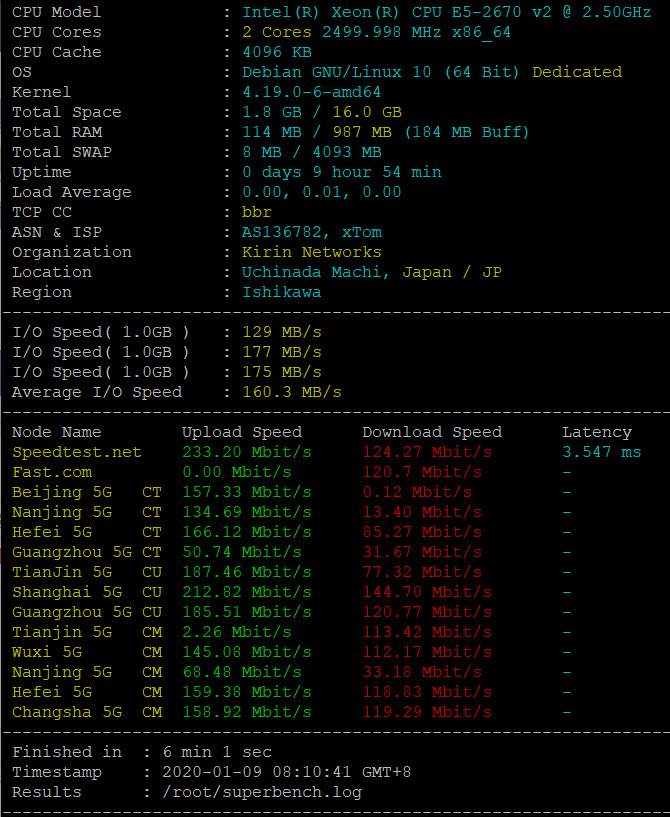 CPU Model : Intel(R) Xeon(R) CPU E5-2670 v2 @ 2.50GHz
CPU Cores : 2 Cores 2499.998 MHz x86_64
CPU Cache : 4096 KB
OS : Debian GNU/Linux 10 (64 Bit) Dedicated
Kernel : 4.19.0-6-amd64
Total Space : 1.8 GB / 16.0 GB
Total RAM : 114 MB / 987 MB (184 MB Buff)
Total SWAP : 8 MB / 4093 MB
Uptime : 0 days 9 hour 54 min
Load Average : 0.00, 0.01, 0.00
TCP CC : bbr
ASN & ISP : AS136782, xTom
Organization : Kirin Networks
Location : Uchinada Machi, Japan / JP
Region : Ishikawa
----------------------------------------------------------------------
I/O Speed( 1.0GB ) : 129 MB/s
I/O Speed( 1.0GB ) : 177 MB/s
I/O Speed( 1.0GB ) : 175 MB/s
Average I/O Speed : 160.3 MB/s
----------------------------------------------------------------------
Node Name Upload Speed Download Speed Latency
Speedtest.net 233.20 Mbit/s 124.27 Mbit/s 3.547 ms
Fast.com 0.00 Mbit/s 120.7 Mbit/s -
Beijing 5G CT 157.33 Mbit/s 0.12 Mbit/s -
Nanjing 5G CT 134.69 Mbit/s 13.40 Mbit/s -
Hefei 5G CT 166.12 Mbit/s 85.27 Mbit/s -
Guangzhou 5G CT 50.74 Mbit/s 31.67 Mbit/s -
TianJin 5G CU 187.46 Mbit/s 77.32 Mbit/s -
Shanghai 5G CU 212.82 Mbit/s 144.70 Mbit/s -
Guangzhou 5G CU 185.51 Mbit/s 120.77 Mbit/s -
Tianjin 5G CM 2.26 Mbit/s 113.42 Mbit/s -
Wuxi 5G CM 145.08 Mbit/s 112.17 Mbit/s -
Nanjing 5G CM 68.48 Mbit/s 33.18 Mbit/s -
Hefei 5G CM 159.38 Mbit/s 118.83 Mbit/s -
Changsha 5G CM 158.92 Mbit/s 119.29 Mbit/s -
----------------------------------------------------------------------
Finished in : 6 min 1 sec
Timestamp : 2020-01-09 08:10:41 GMT+8
Results : /root/superbench.log
----------------------------------------------------------------------